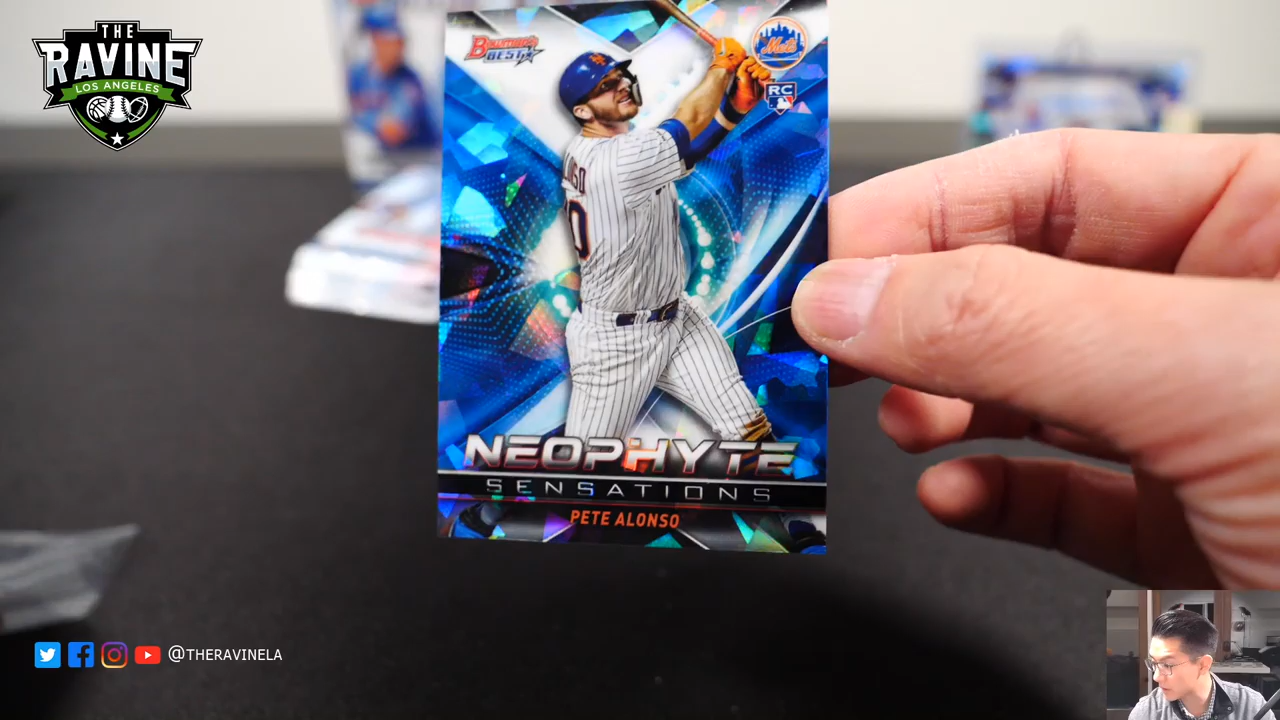 THE
RAVINE
LOS ANGELES
BOWMAN'S
BEST
Mets
RC
NEOPHYTE
SENSATIONS
PETE ALONSO
@THERAVINELA